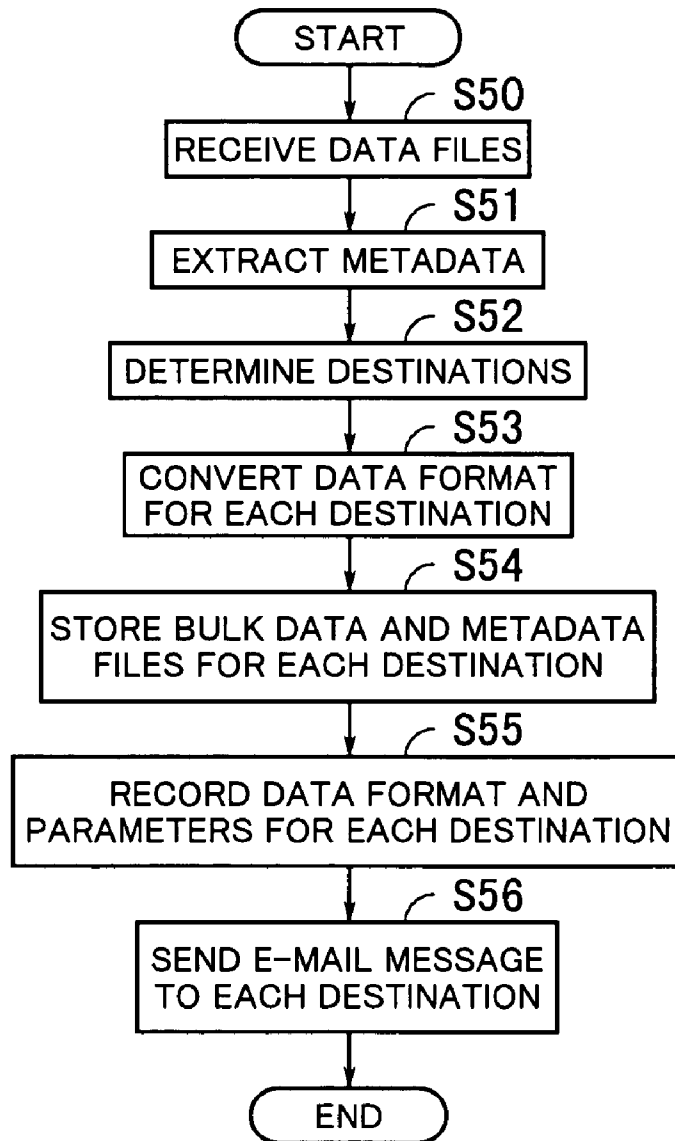 START
S50
RECEIVE DATA FILES
S51
EXTRACT METADATA
S52
DETERMINE DESTINATIONS
S53
CONVERT DATA FORMAT
FOR EACH DESTINATION
S54
STORE BULK DATA AND METADATA
FILES FOR EACH DESTINATION
S55
RECORD DATA FORMAT AND
PARAMETERS FOR EACH DESTINATION
S56
SEND E-MAIL MESSAGE
TO EACH DESTINATION
END